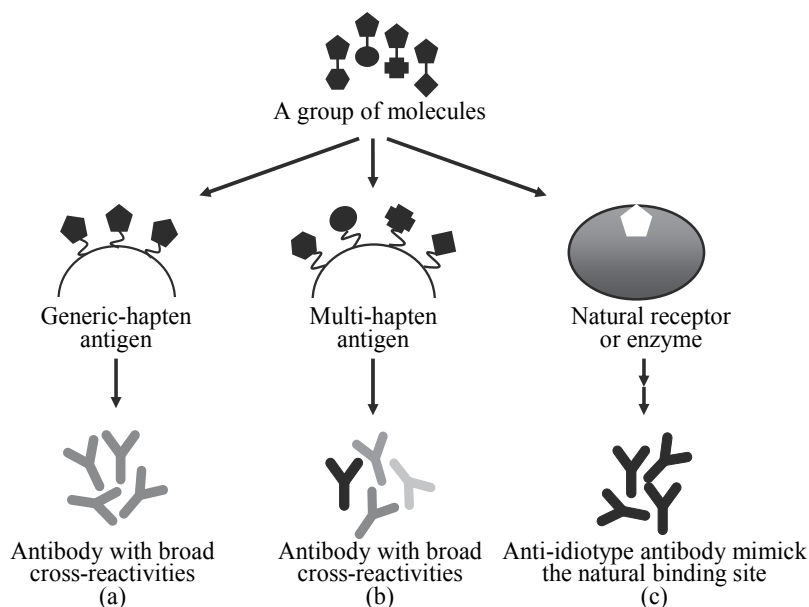 A group of molecules
Generic-hapten
antigen
Multi-hapten
antigen
Natural receptor
or enzyme
Antibody with broad
cross-reactivities
(a)
Antibody with broad
cross-reactivities
(b)
Anti-idiotype antibody mimick
the natural binding site
(c)